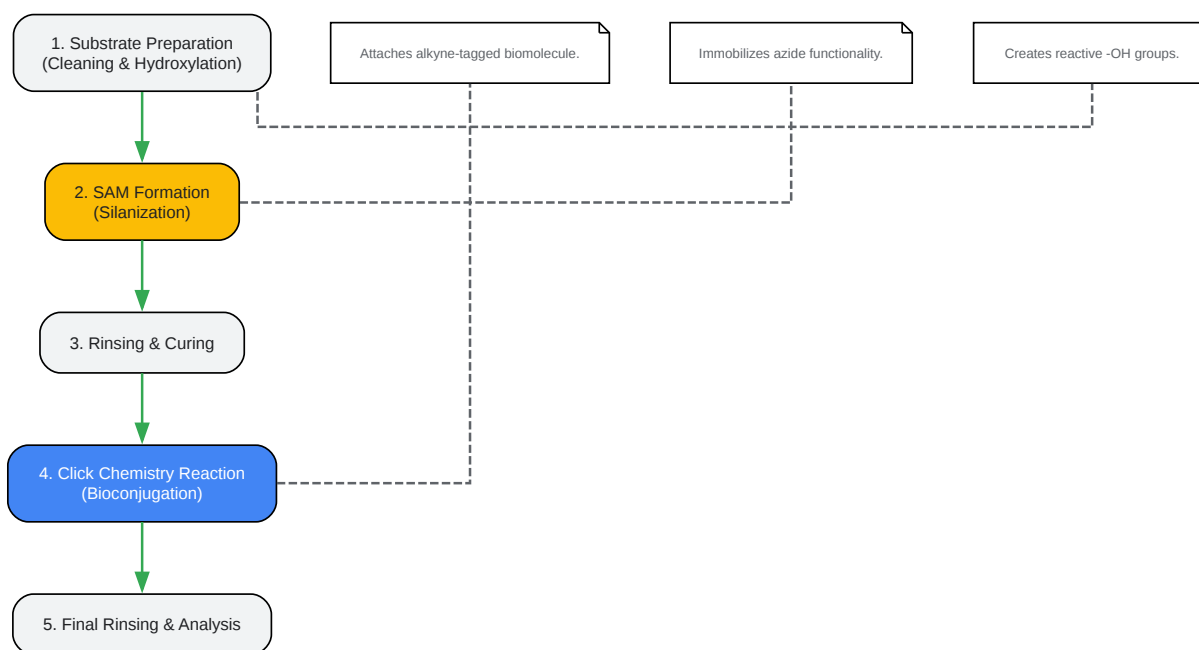 1. Substrate Preparation
(Cleaning & Hydroxylation)
Attaches alkyne-tagged biomolecule.
Immobilizes azide functionality.
Creates reactive -OH groups.
2. SAM Formation
(Silanization)
3. Rinsing & Curing
4. Click Chemistry Reaction
(Bioconjugation)
5. Final Rinsing & Analysis